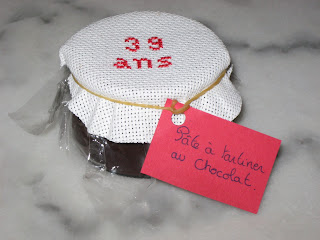 39
ans
Pâte à tartiner
au chocolat.